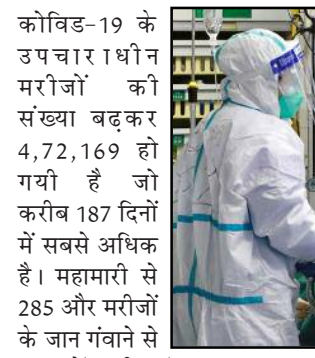 कोविड-19 के
उपचाराधीन
मरीजों की
संख्या बढ़कर
4,72,169 हो
गयी है जो
करीब 187 दिनों
में सबसे अधिक
है। महामारी से
285 और मरीजों
के जान गंवाने से